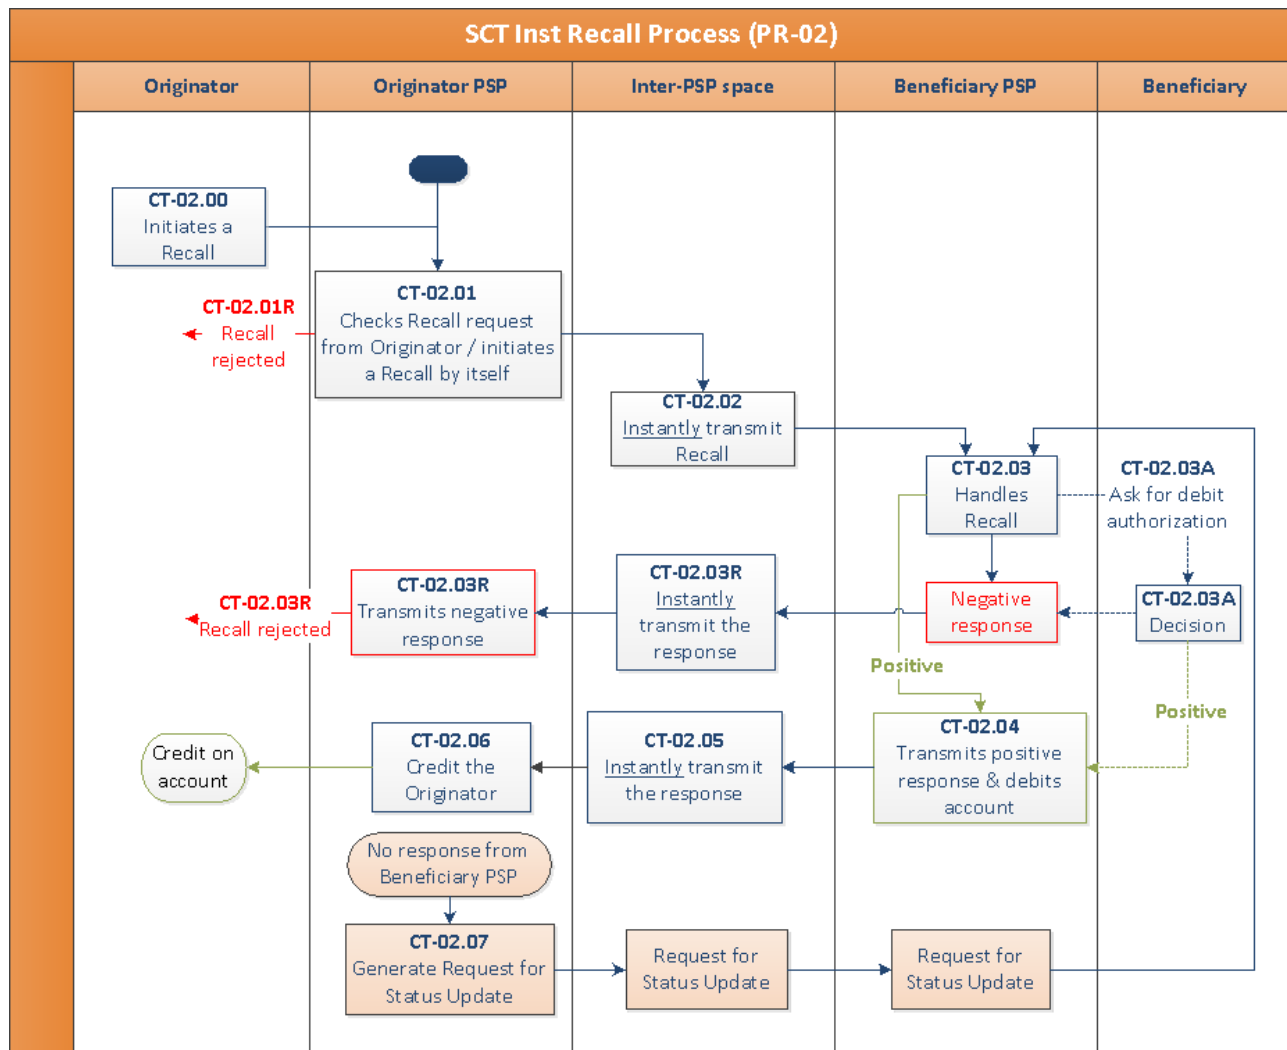 SCT Inst Recall Process (PR-02)
Originator
Originator PSP
Inter-PSP space
Beneficiary PSP
Beneficiary
CT-02.00
Initiates a
Recall
CT-02.01R
Recall
rejected
CT-02.01
Checks Recall request
from Originator / initiates
a Recall by itself
CT-02.02
Instantly transmit
Recall
CT-02.03
Handles
Recall
CT-02.03A
Ask for debit
authorization
CT-02.03R
Recall rejected
CT-02.03R
Transmits negative
response
CT-02.03R
Instantly
transmit the
response
Negative
response
CT-02.03A
Decision
Positive
Positive
Credit on
account
CT-02.06
Credit the
Originator
CT-02.05
Instantly transmit
the response
CT-02.04
Transmits positive
response & debits
account
No response from
Beneficiary PSP
CT-02.07
Generate Request for
Status Update
Request for
Status Update
Request for
Status Update